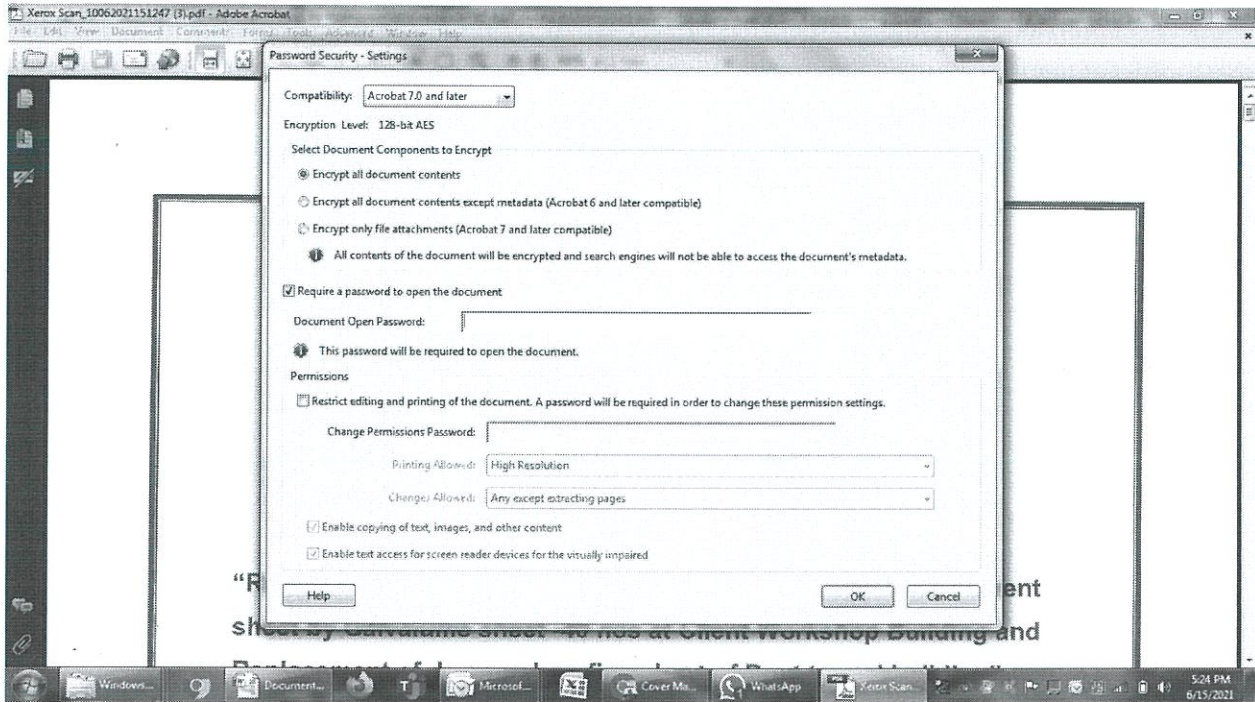 Xerox Scan_10062021151247 (3).pdf - Adobe Acrobat
File Edit View Document Comments Forms Tools Advanced Window Help
Password Security - Settings
Compatibility: Acrobat 7.0 and later
Encryption Level: 128-bit AES
Select Document Components to Encrypt
Encrypt all document contents
Encrypt all document contents except metadata (Acrobat 6 and later compatible)
Encrypt only file attachments (Acrobat 7 and later compatible)
All contents of the document will be encrypted and search engines will not be able to access the document's metadata.
Require a password to open the document
Document Open Password:
This password will be required to open the document.
Permissions
Restrict editing and printing of the document. A password will be required in order to change these permission settings.
Change Permissions Password:
Printing Allowed: High Resolution
Changes Allowed: Any except extracting pages
Enable copying of text, images, and other content
Enable text access for screen reader devices for the visually impaired
Help OK Cancel
“R ent
sheet by Galvalume sheet 40 nos at Client Workshop Building and
Windows... Document... Microsof... Cover Ma... WhatsApp Xerox Scan... 5:24 PM
6/15/2021